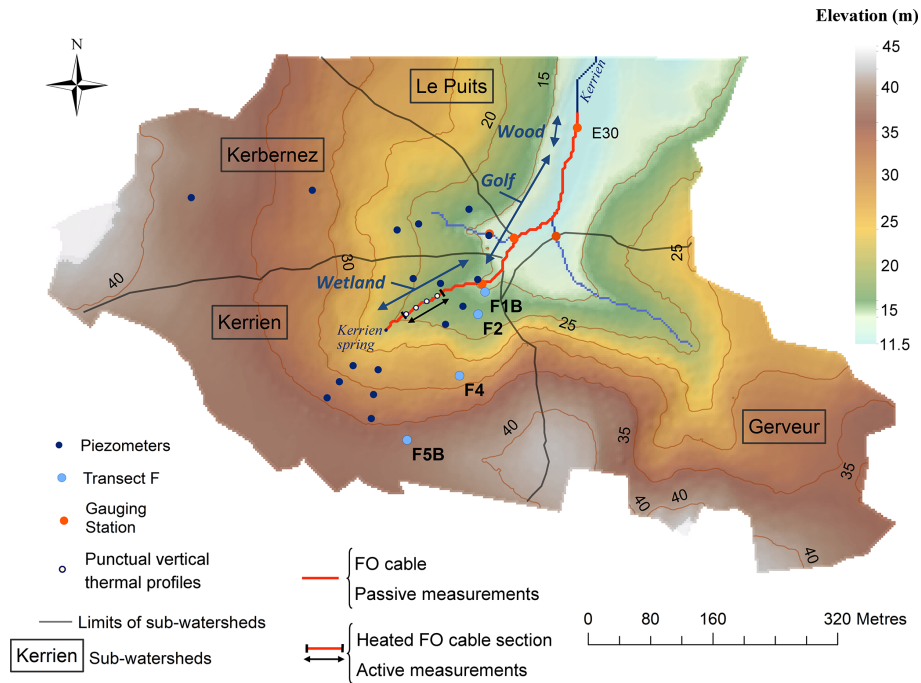 Elevation (m)
45
40
35
30
25
20
15
11.5
N
Le Puits
15
Kerrien
20
Wood
E30
Kerbernez
Golf
25
40
30
Wetland
Kerrien
F1B
F2
25
Kerrien
spring
F4
40
35
Gerveur
F5B
35
40
40
40
Piezometers
Transect F
Gauging
Station
Punctual vertical
thermal profiles
Limits of sub-watersheds
Kerrien Sub-watersheds
FO cable
Passive measurements
Heated FO cable section
Active measurements
0 80 160 320 Metres